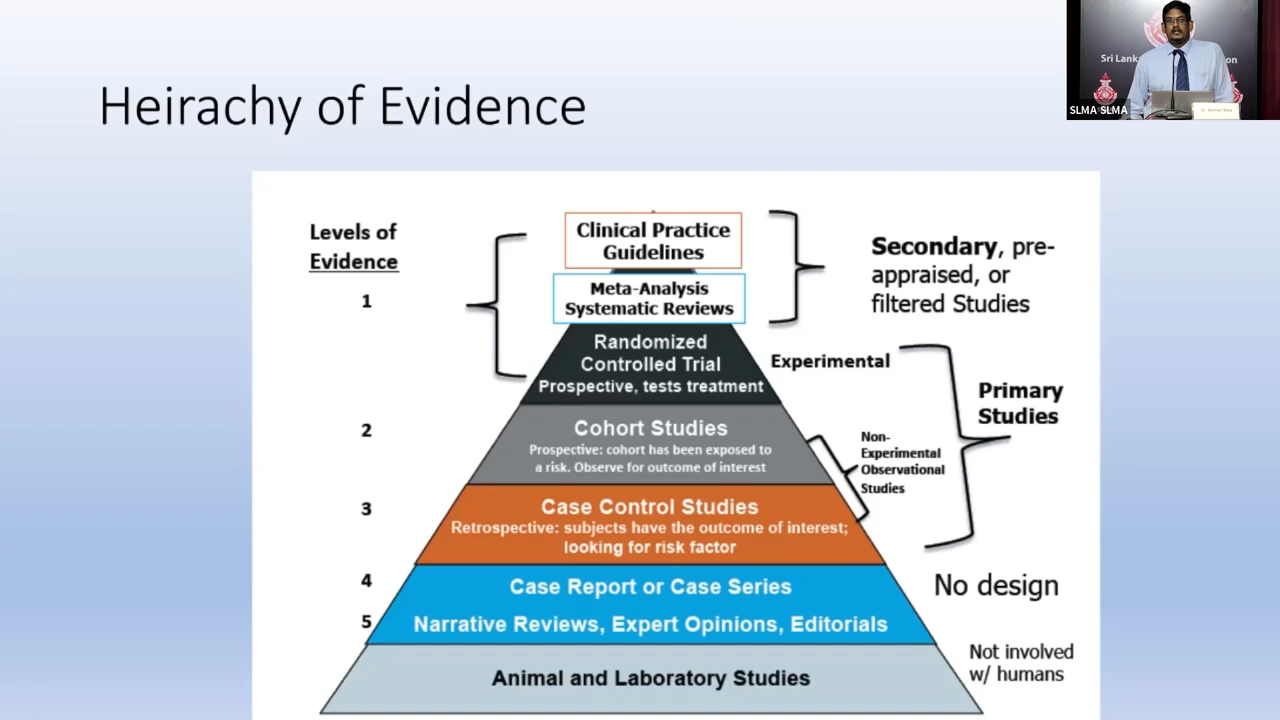 Heirachy of Evidence
Sri Lanka
on
SLMA SLMA
Levels of
Evidence
1
2
3
4
5
Clinical Practice
Guidelines
Meta-Analysis
Systematic Reviews
Randomized
Controlled Trial
Prospective, tests treatment
Cohort Studies
Prospective: cohort has been exposed to
a risk. Observe for outcome of interest
Case Control Studies
Retrospective: subjects have the outcome of interest;
looking for risk factor
Case Report or Case Series
Narrative Reviews, Expert Opinions, Editorials
Animal and Laboratory Studies
Secondary, pre-
appraised, or
filtered Studies
Experimental
Primary
Studies
Non-
Experimental
Observational
Studies
No design
Not involved
w/ humans